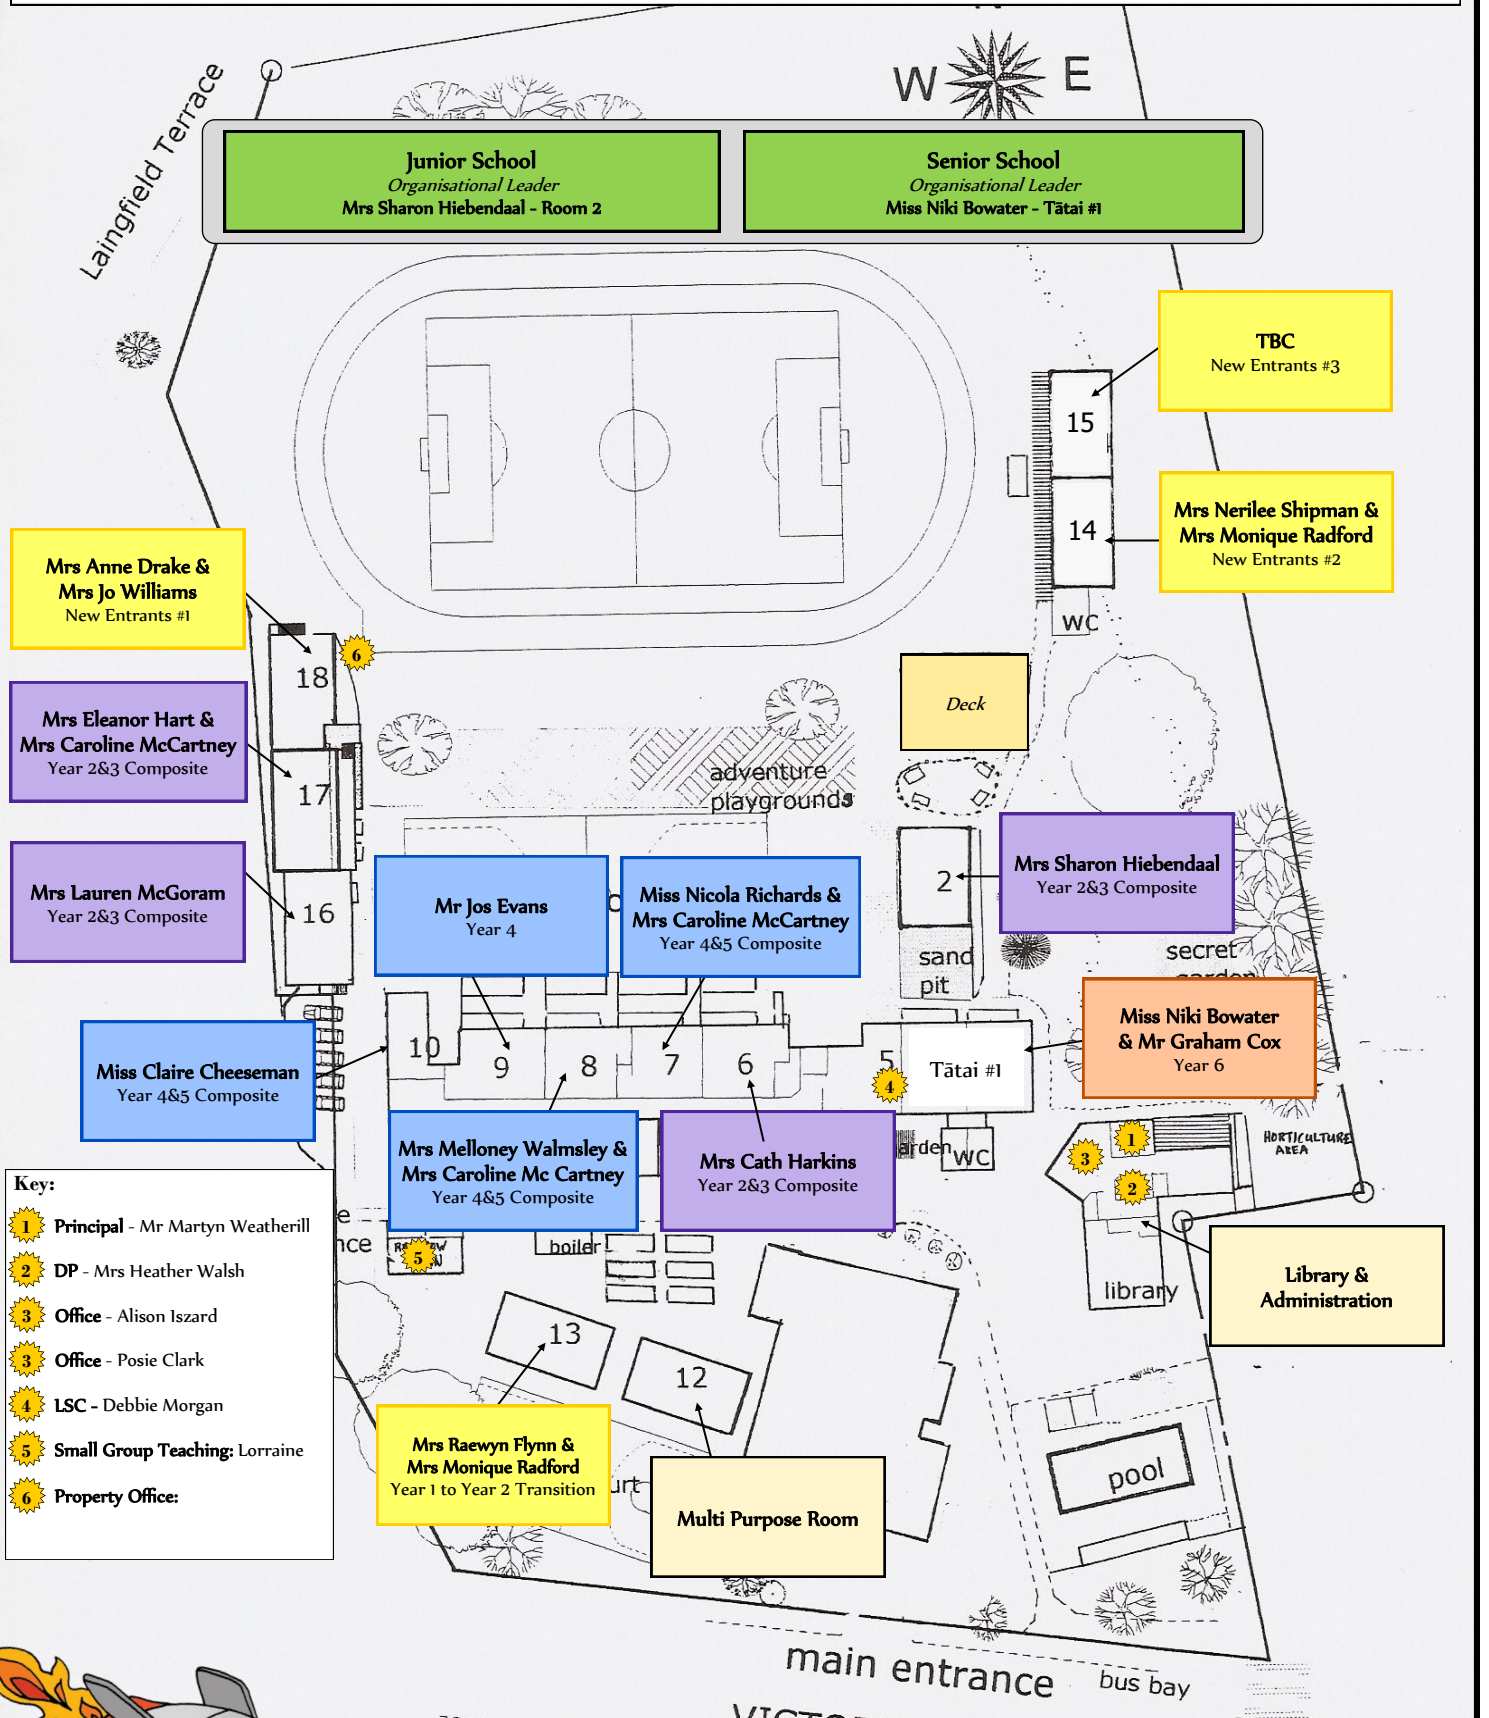 W E
Laingfield Terrace
Junior School
Organisational Leader
Mrs Sharon Hiebendaal - Room 2
Senior School
Organisational Leader
Miss Niki Bowater - Tātai #1
TBC
New Entrants #3
15
Mrs Nerilee Shipman &
Mrs Monique Radford
New Entrants #2
14
WC
Mrs Anne Drake &
Mrs Jo Williams
New Entrants #1
18
6
Mrs Eleanor Hart &
Mrs Caroline McCartney
Year 2&3 Composite
17
Deck
adventure
playgrounds
Mrs Lauren McGoram
Year 2&3 Composite
16
Mr Jos Evans
Year 4
Miss Nicola Richards &
Mrs Caroline McCartney
Year 4&5 Composite
2
Mrs Sharon Hiebendaal
Year 2&3 Composite
sand
pit
secret
garden
Miss Niki Bowater
& Mr Graham Cox
Year 6
Miss Claire Cheeseman
Year 4&5 Composite
10
9
8
7
6
5
4
Tātai #1
Mrs Melloney Walmsley &
Mrs Caroline Mc Cartney
Year 4&5 Composite
Mrs Cath Harkins
Year 2&3 Composite
arden
WC
1
3
2
HORTICULTURE
AREA
library
Library &
Administration
Key:
1 Principal - Mr Martyn Weatherill
2 DP - Mrs Heather Walsh
3 Office - Alison Iszard
3 Office - Posie Clark
4 LSC - Debbie Morgan
5 Small Group Teaching: Lorraine
6 Property Office:
e
nce
5
boiler
13
12
Mrs Raewyn Flynn &
Mrs Monique Radford
Year 1 to Year 2 Transition
urt
Multi Purpose Room
pool
main entrance
bus bay